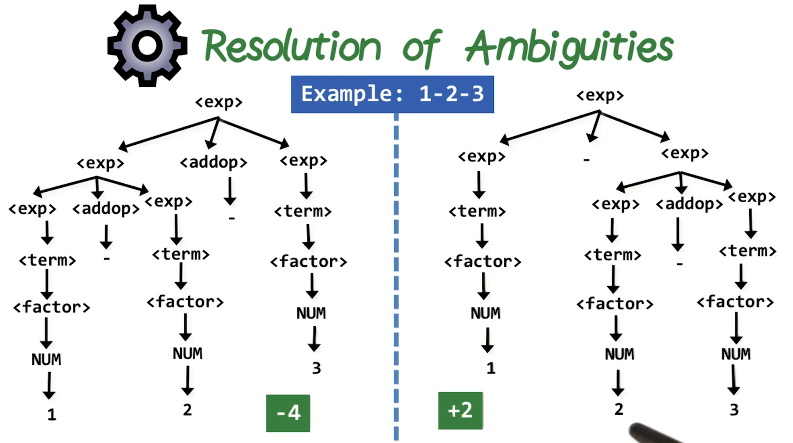 Resolution of Ambiguities
Example: 1-2-3
<exp>
<exp> <addop> <exp>
<exp> <addop> <exp> - <term>
<term> - <term> <factor>
<factor> <factor> NUM
NUM NUM 3
1 2
-4
<exp>
<exp> - <exp>
<term> <exp> <addop> <exp>
<factor> <term> - <term>
NUM <factor> <factor>
1 NUM NUM
2 3
+2